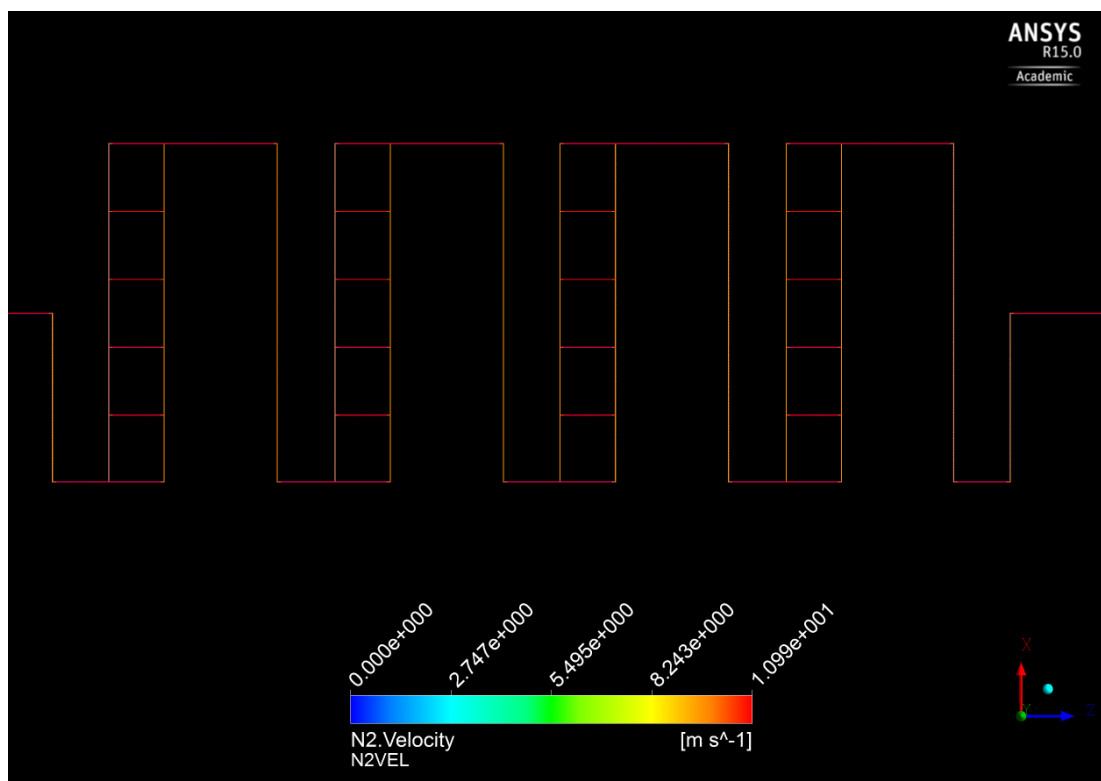 ANSYS
R15.0
Academic
0.000e+000
2.747e+000
5.495e+000
8.243e+000
1.099e+001
N2.Velocity
[m s^-1]
N2VEL
X
Y
Z